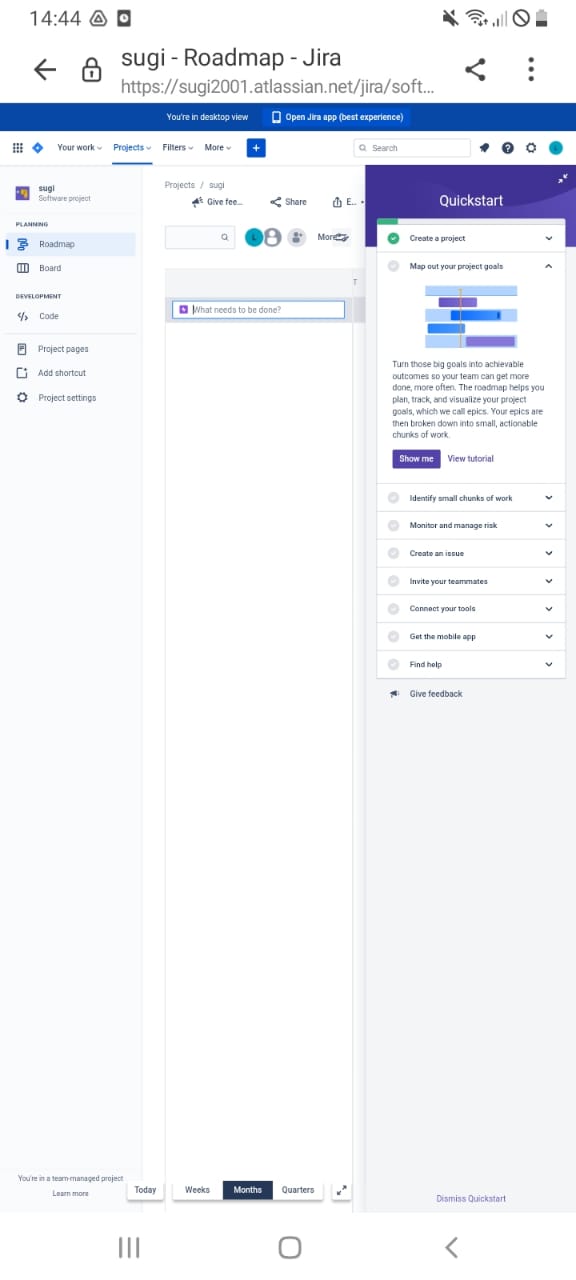 14:44
sugi - Roadmap - Jira
https://sugi2001.atlassian.net/jira/soft...
You're in desktop view
Open Jira app (best experience)
Your work
Projects
Filters
More
+
Search
sugi
Software project
PLANNING
Roadmap
Board
DEVELOPMENT
Code
Project pages
Add shortcut
Project settings
You're in a team-managed project
Learn more
Projects / sugi
Give fee...
Share
E..
More
T
What needs to be done?
Today
Weeks
Months
Quarters
Quickstart
Create a project
Map out your project goals
Turn those big goals into achievable
outcomes so your team can get more
done, more often. The roadmap helps you
plan, track, and visualize your project
goals, which we call epics. Your epics are
then broken down into small, actionable
chunks of work.
Show me
View tutorial
Identify small chunks of work
Monitor and manage risk
Create an issue
Invite your teammates
Connect your tools
Get the mobile app
Find help
Give feedback
Dismiss Quickstart